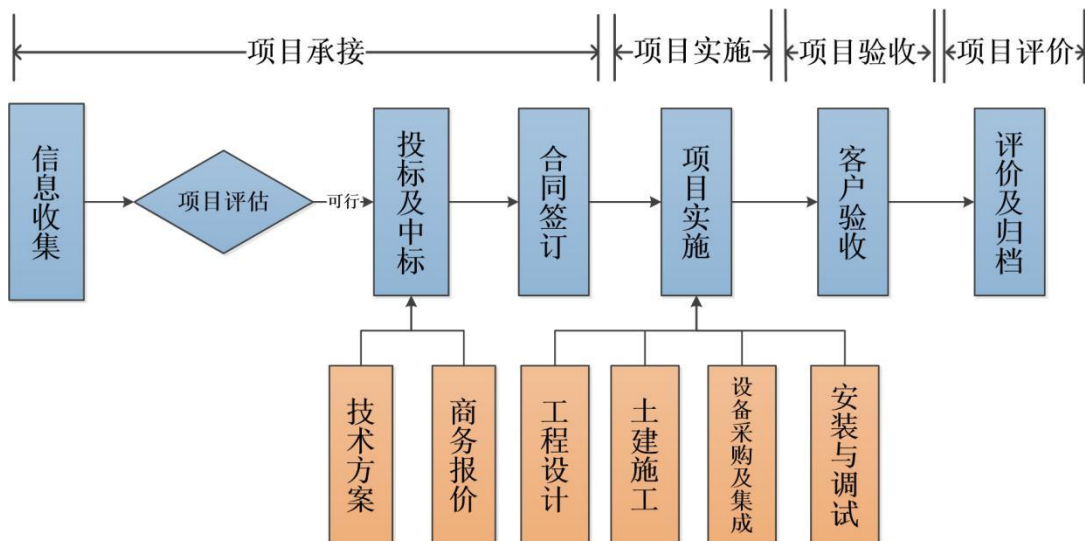 项目承接
项目实施
项目验收
项目评价
信息收集
项目评估
可行
投标及中标
合同签订
项目实施
客户验收
评价及归档
技术方案
商务报价
工程设计
土建施工
设备采购及集成
安装与调试